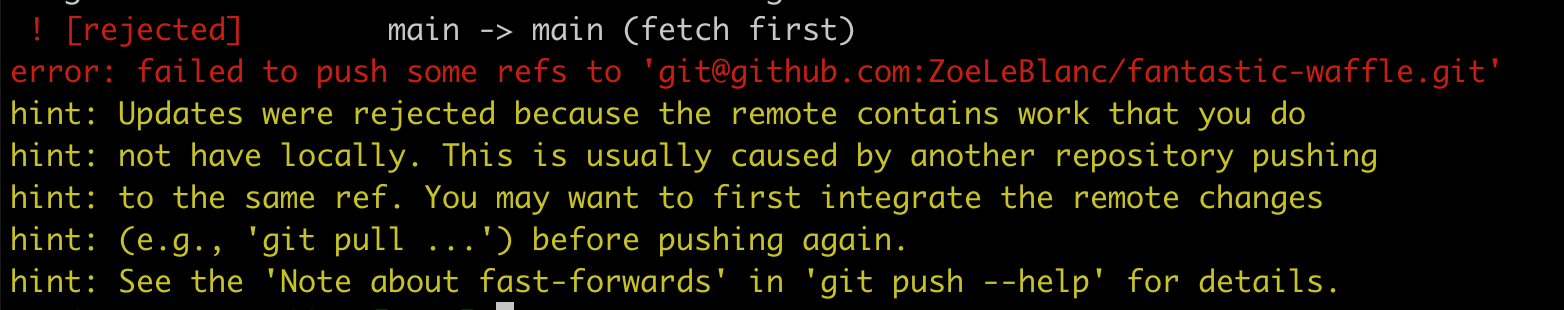 ! [rejected]        main -> main (fetch first)
error: failed to push some refs to 'git@github.com:ZoeLeBlanc/fantastic-waffle.git'
hint: Updates were rejected because the remote contains work that you do
hint: not have locally. This is usually caused by another repository pushing
hint: to the same ref. You may want to first integrate the remote changes
hint: (e.g., 'git pull ...') before pushing again.
hint: See the 'Note about fast-forwards' in 'git push --help' for details.